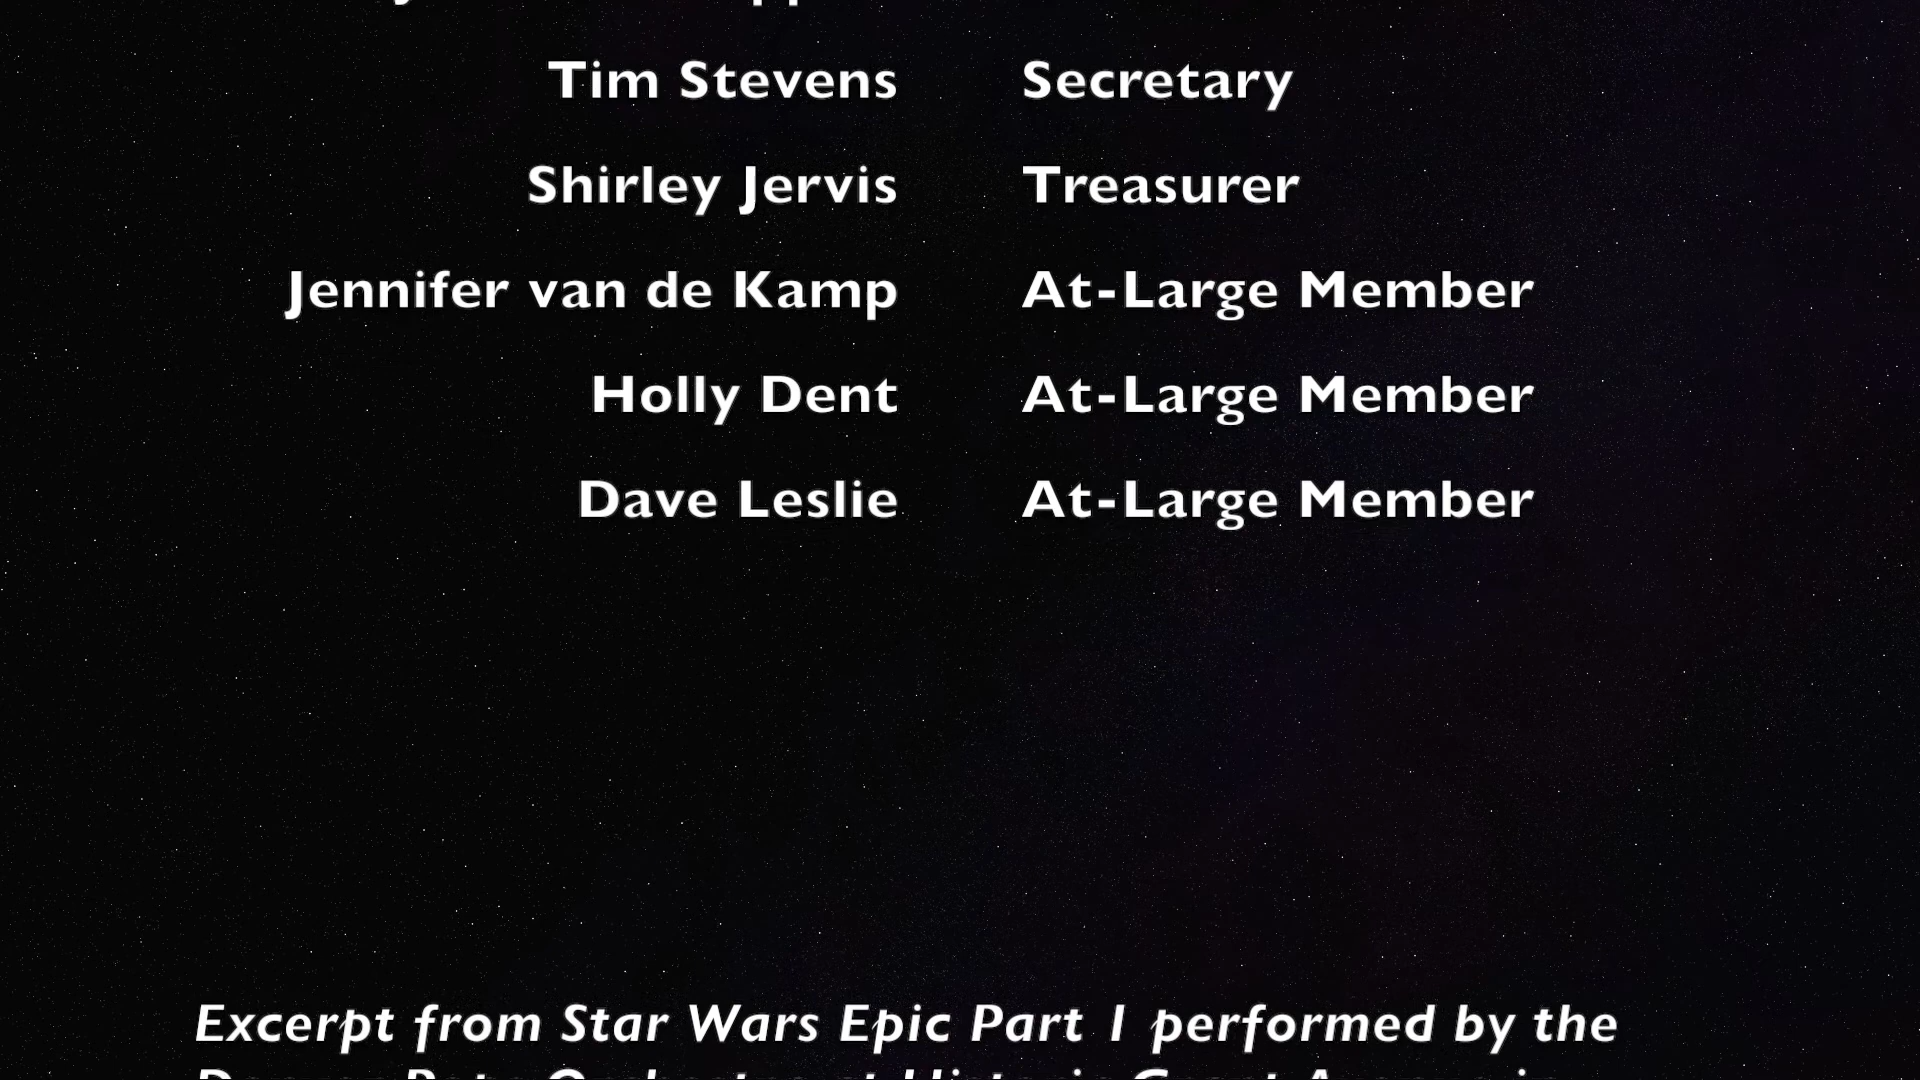 Tim Stevens Secretary
Shirley Jervis Treasurer
Jennifer van de Kamp At-Large Member
Holly Dent At-Large Member
Dave Leslie At-Large Member
Excerpt from Star Wars Epic Part 1 performed by the